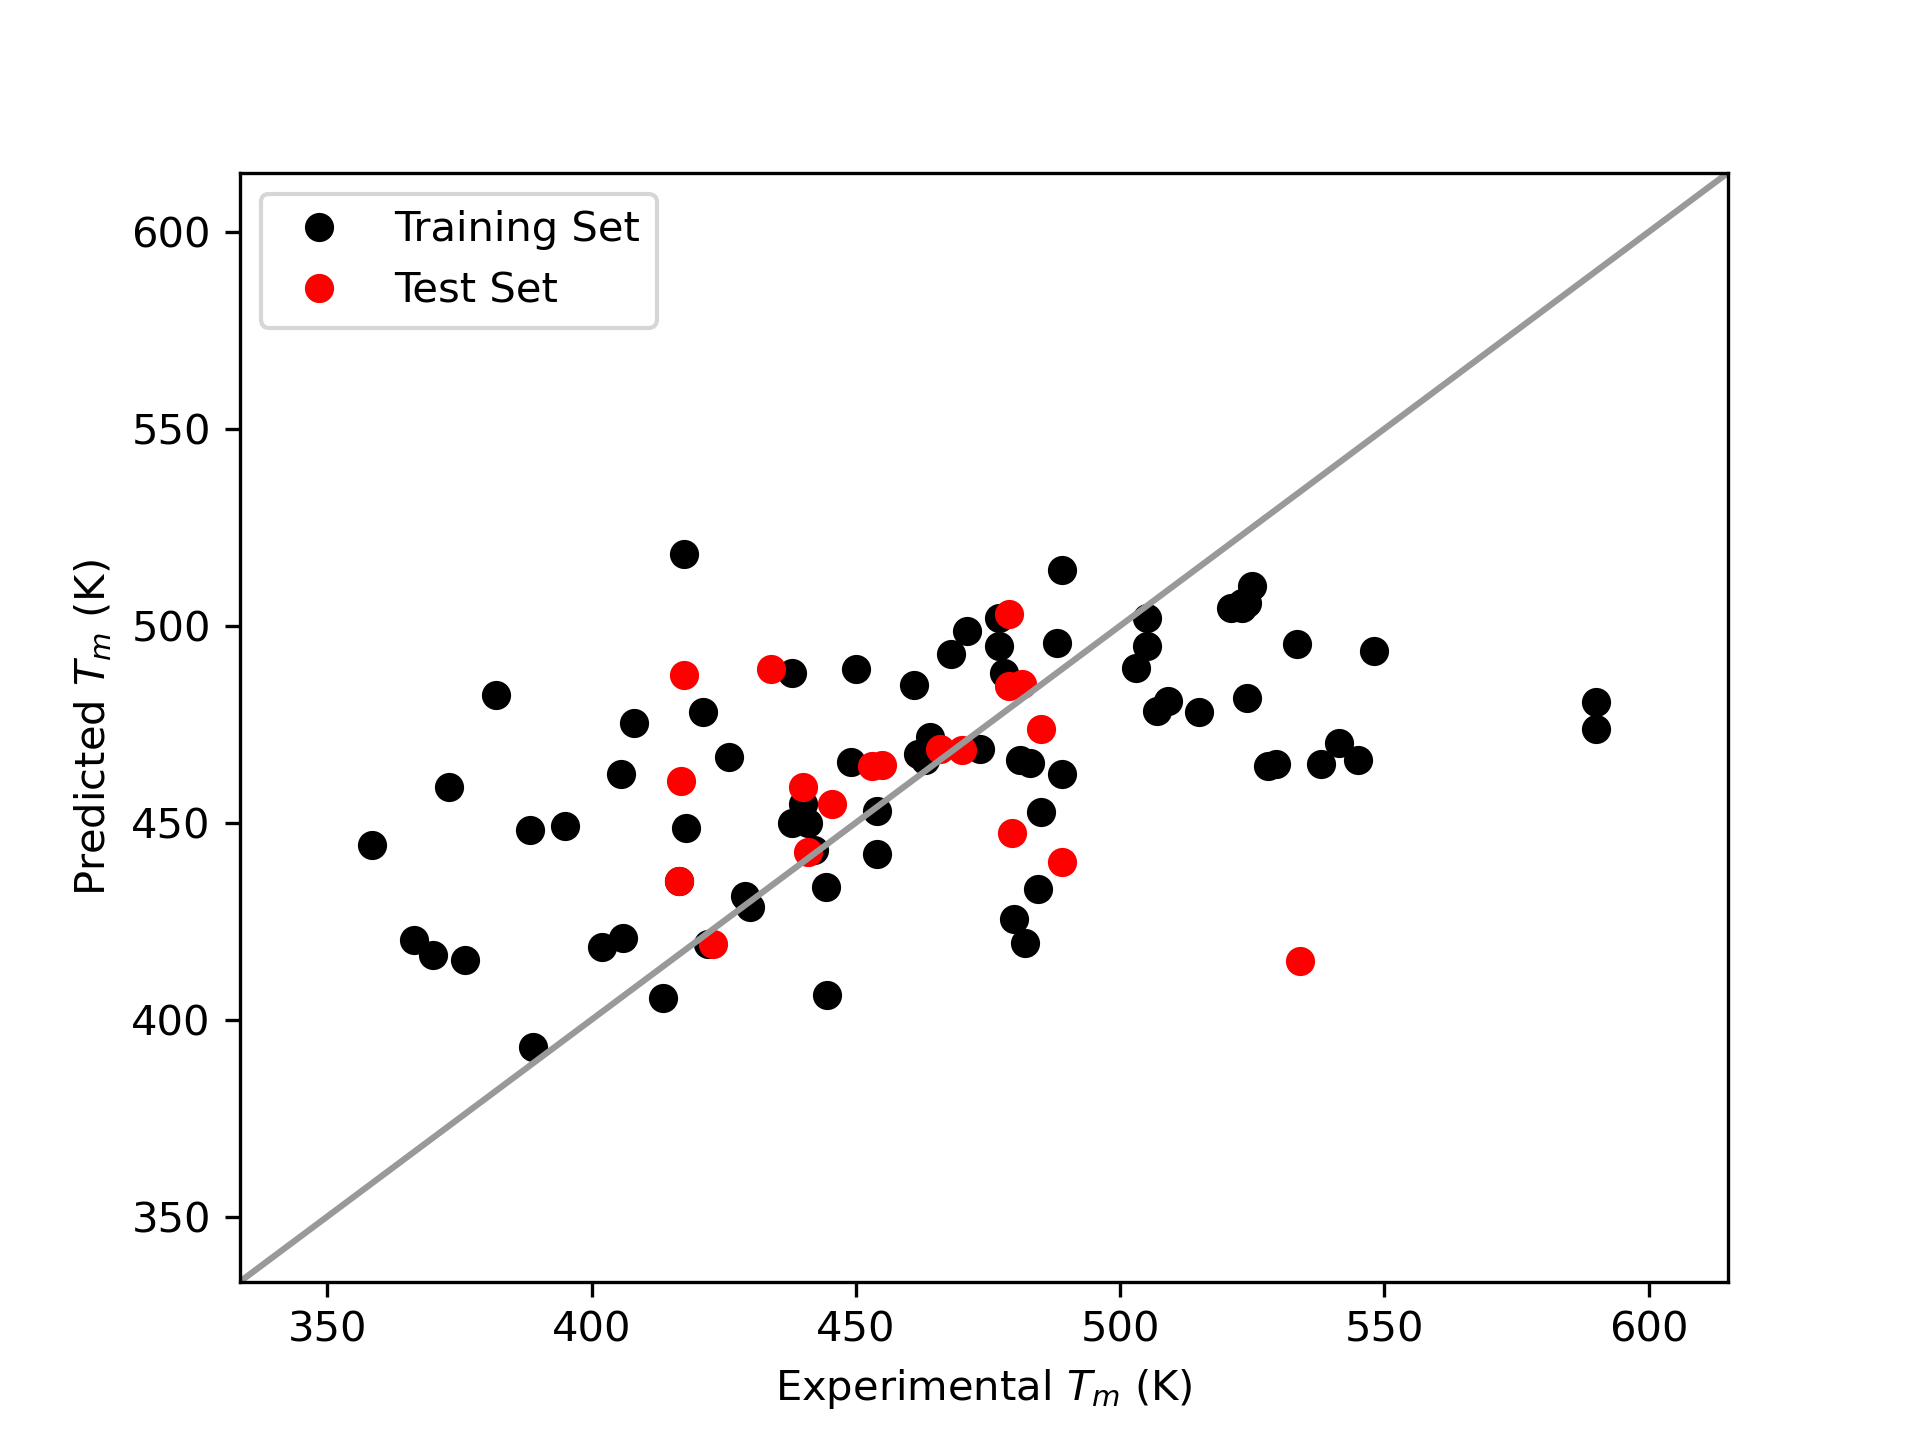 Training Set
Test Set
600
550
500
450
400
350
Predicted Tm (K)
350 400 450 500 550 600
Experimental Tm (K)